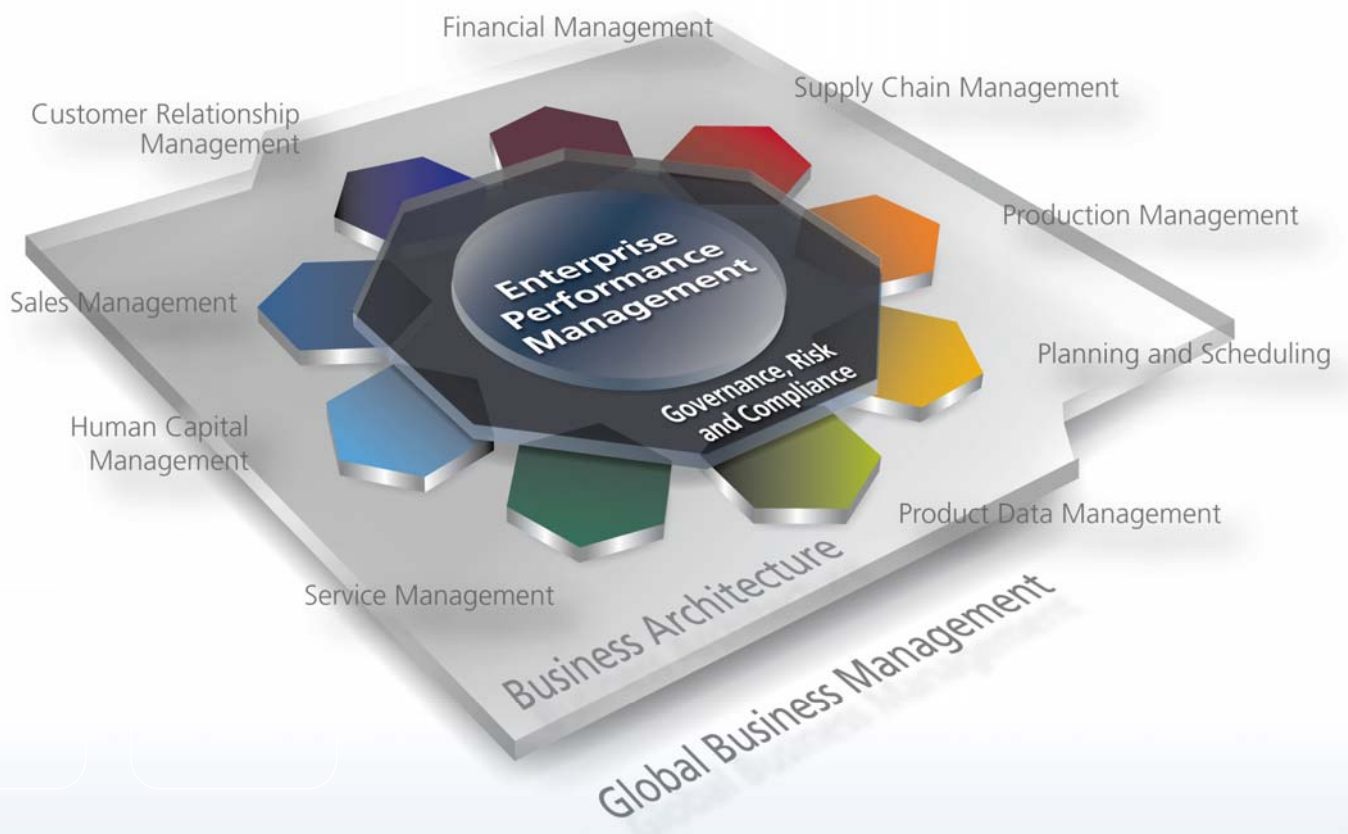 Financial Management
Supply Chain Management
Customer Relationship
Management
Production Management
Enterprise
Performance
Management
Sales Management
Planning and Scheduling
Governance, Risk
and Compliance
Human Capital
Management
Product Data Management
Service Management
Business Architecture
Global Business Management